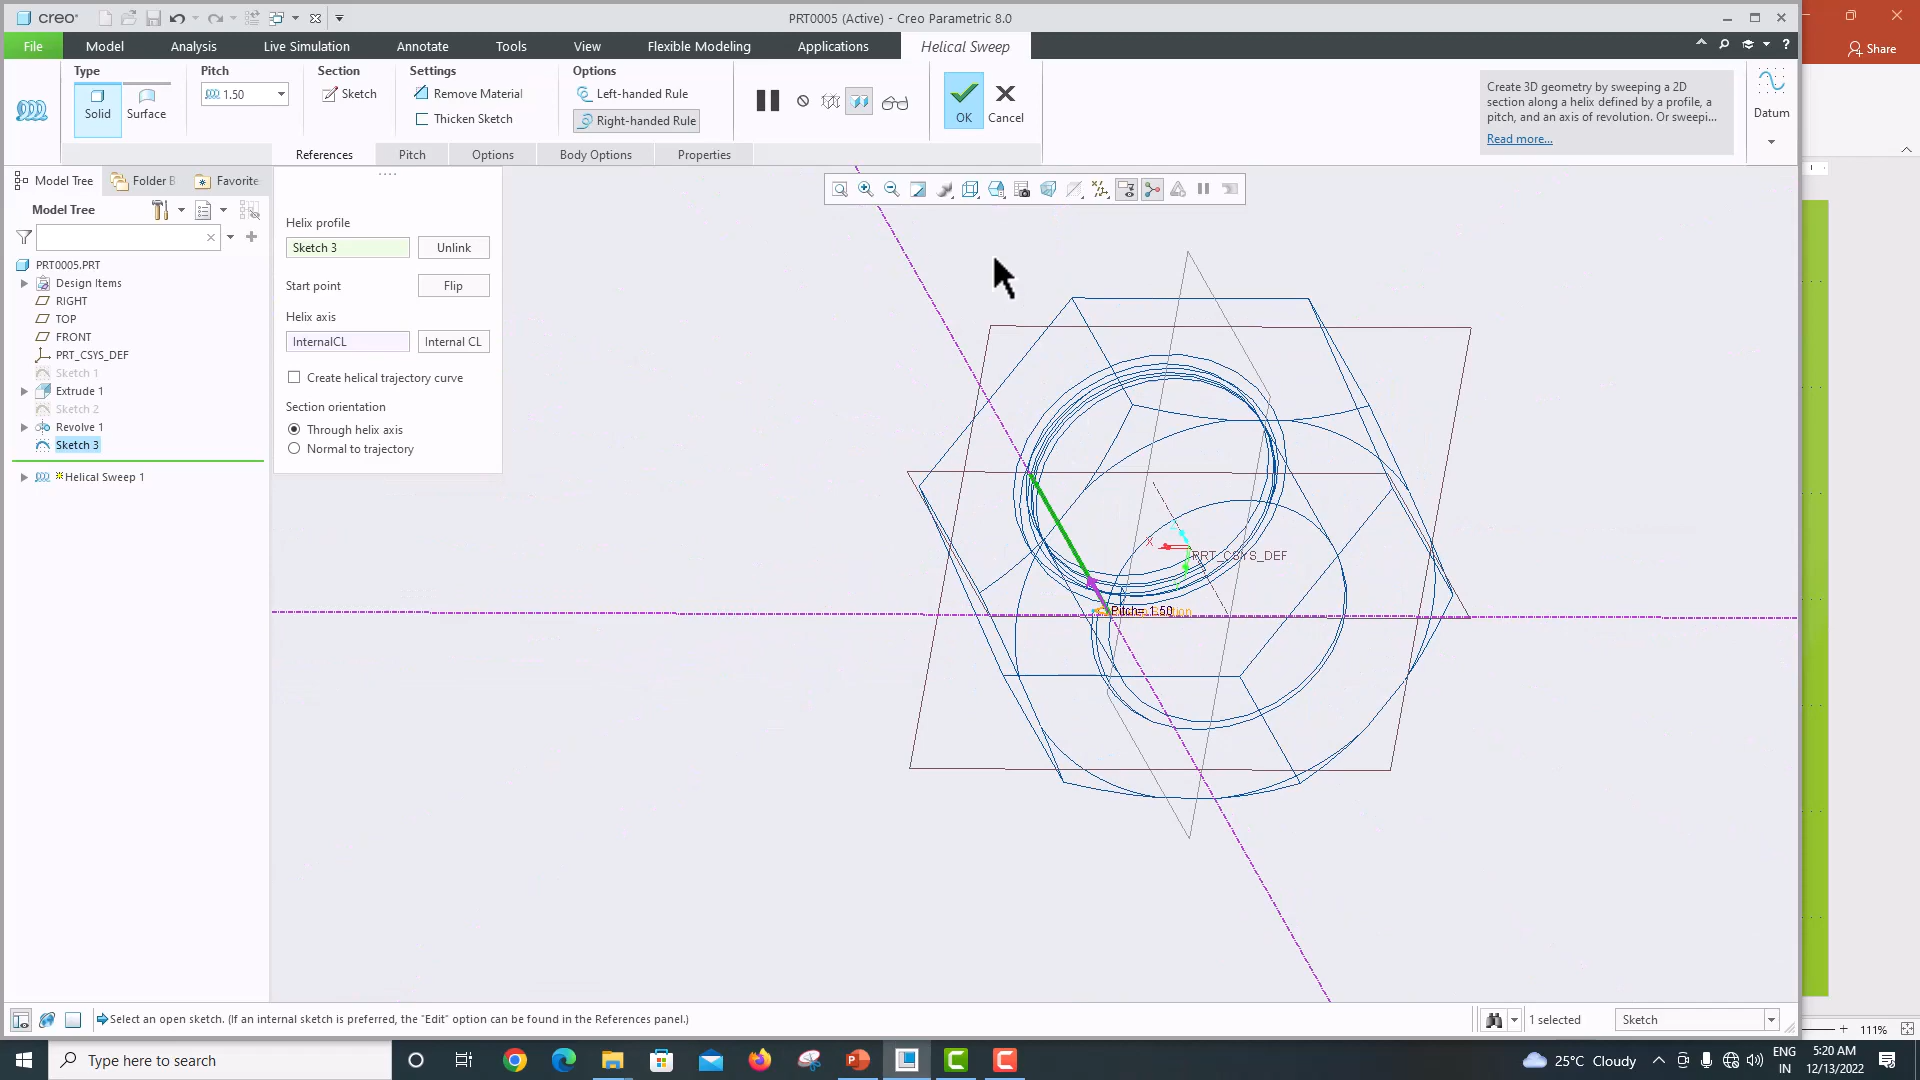 creo
PRT0005 (Active) - Creo Parametric 8.0
File
Model
Analysis
Live Simulation
Annotate
Tools
View
Flexible Modeling
Applications
Helical Sweep
Share
Type
Solid
Surface
Pitch
1.50
Section
Sketch
Settings
Remove Material
Thicken Sketch
Options
Left-handed Rule
Right-handed Rule
OK
Cancel
Create 3D geometry by sweeping a 2D
section along a helix defined by a profile, a
pitch, and an axis of revolution. Or sweepi...
Read more...
Datum
References
Pitch
Options
Body Options
Properties
Model Tree
Folder B
Favorite
Model Tree
PRT0005.PRT
Design Items
RIGHT
TOP
FRONT
PRT_CSYS_DEF
Sketch 1
Extrude 1
Sketch 2
Revolve 1
Sketch 3
Helical Sweep 1
Helix profile
Sketch 3
Unlink
Start point
Flip
Helix axis
InternalCL
Internal CL
Create helical trajectory curve
Section orientation
Through helix axis
Normal to trajectory
X
PRT_CSYS_DEF
Pitch= 1.50
Select an open sketch. (If an internal sketch is preferred, the "Edit" option can be found in the References panel.)
1 selected
Sketch
111%
Type here to search
25°C Cloudy
ENG
IN
5:20 AM
12/13/2022